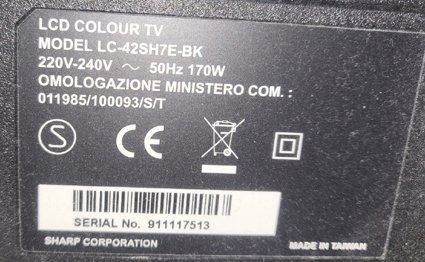 LCD COLOUR TV
MODEL LC-42SH7E-BK
220V-240V ～ 50Hz 170W
OMOLOGAZIONE MINISTERO COM. :
011985/100093/S/T
S
CE
SERIAL No. 911117513
SHARP CORPORATION
MADE IN TAIWAN